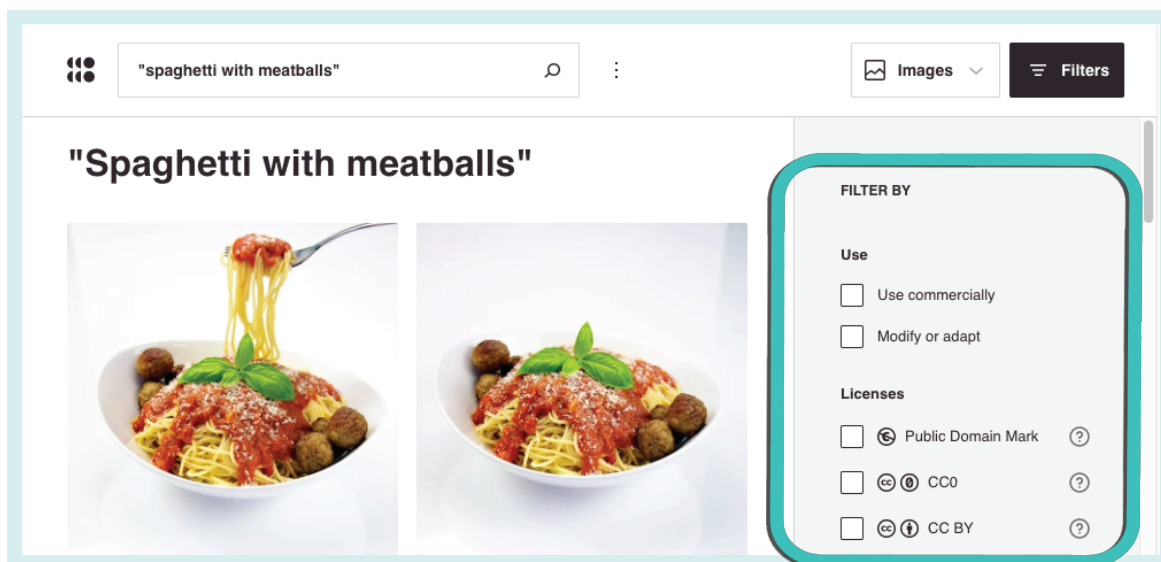 "spaghetti with meatballs"
Images
Filters
"Spaghetti with meatballs"
FILTER BY
Use
Use commercially
Modify or adapt
Licenses
Public Domain Mark
CC0
CC BY